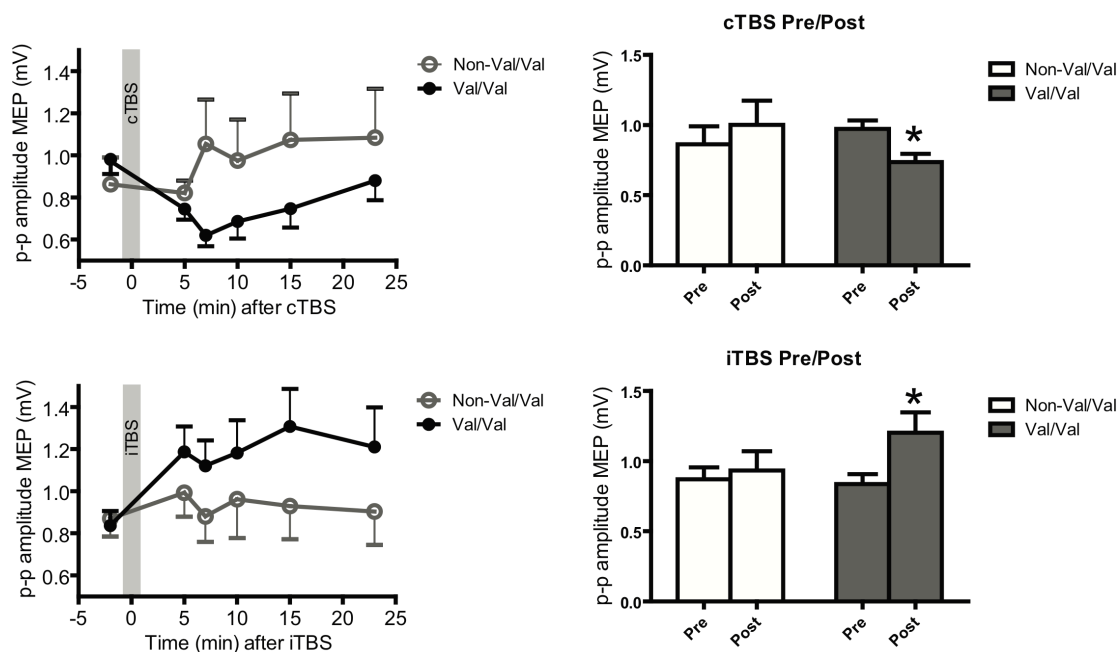 p-p amplitude MEP (mV)
1.4
1.2
1.0
0.8
0.6
cTBS
-5 0 5 10 15 20 25
Time (min) after cTBS
Non-Val/Val
Val/Val
cTBS Pre/Post
p-p amplitude MEP (mV)
1.5
1.0
0.5
0.0
*
Pre Post Pre Post
Non-Val/Val
Val/Val
p-p amplitude MEP (mV)
1.4
1.2
1.0
0.8
0.6
iTBS
-5 0 5 10 15 20 25
Time (min) after iTBS
Non-Val/Val
Val/Val
iTBS Pre/Post
p-p amplitude MEP (mV)
1.5
1.0
0.5
0.0
*
Pre Post Pre Post
Non-Val/Val
Val/Val